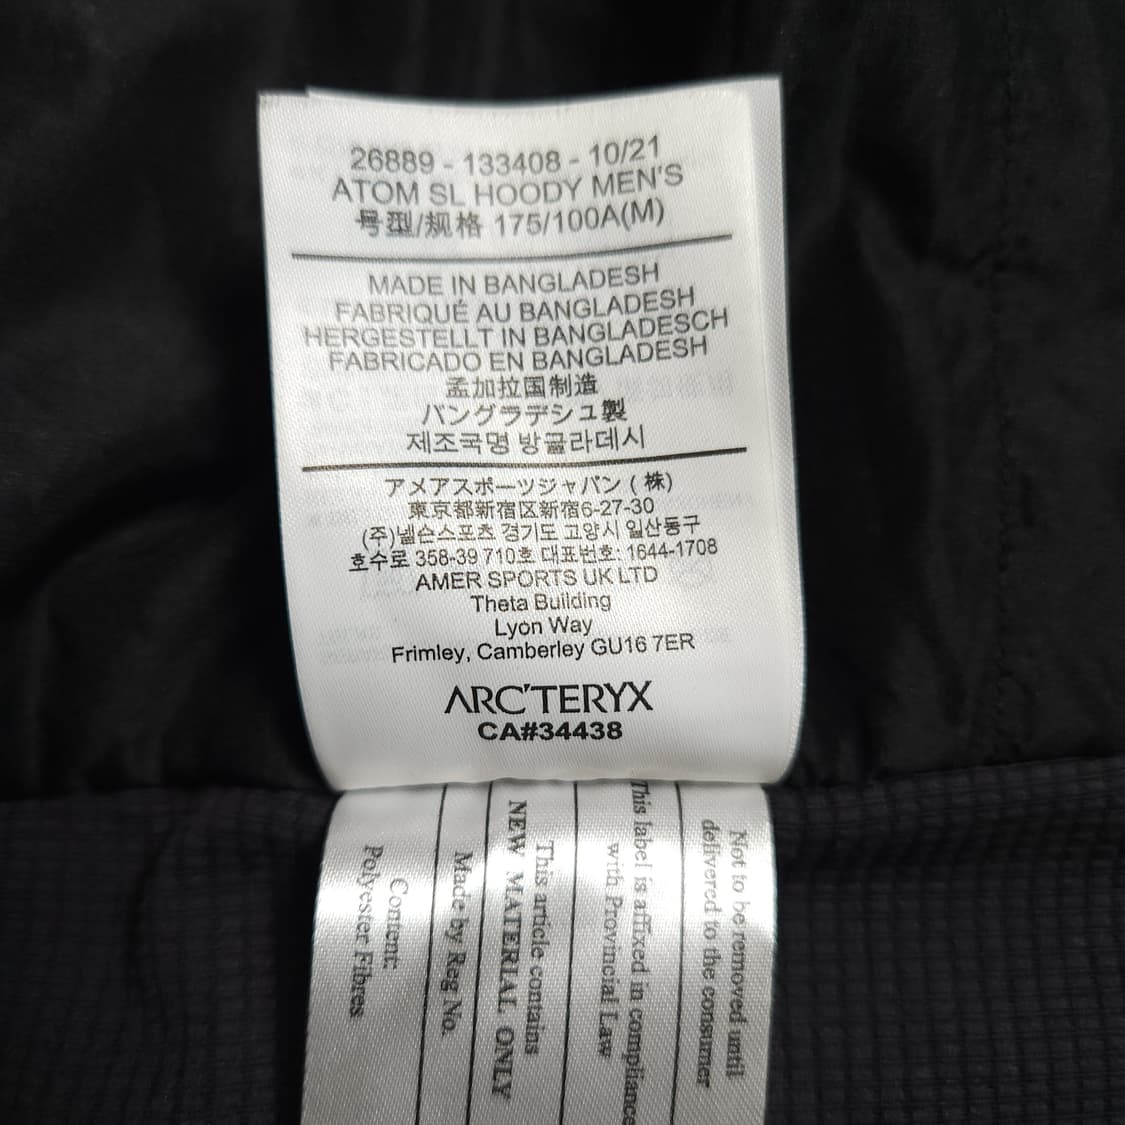 26889 - 133408 - 10/21
ATOM SL HOODY MEN'S
号型/规格 175/100A(M)
MADE IN BANGLADESH
FABRIQUÉ AU BANGLADESH
HERGESTELLT IN BANGLADESCH
FABRICADO EN BANGLADESH
孟加拉国制造
バングラデシュ製
제조국명 방글라데시
アメアスポーツジャパン ( 株)
東京都新宿区新宿6-27-30
(주)넬슨스포츠 경기도 고양시 일산동구
호수로 358-39 710호 대표번호: 1644-1708
AMER SPORTS UK LTD
Theta Building
Lyon Way
Frimley, Camberley GU16 7ER
ARC'TERYX
CA#34438
Not to be removed until
delivered to the consumer
This label is affixed in compliance
with Provincial Law
This article contains
NEW MATERIAL ONLY
Made by Reg No.
Content:
Polyester Fibres